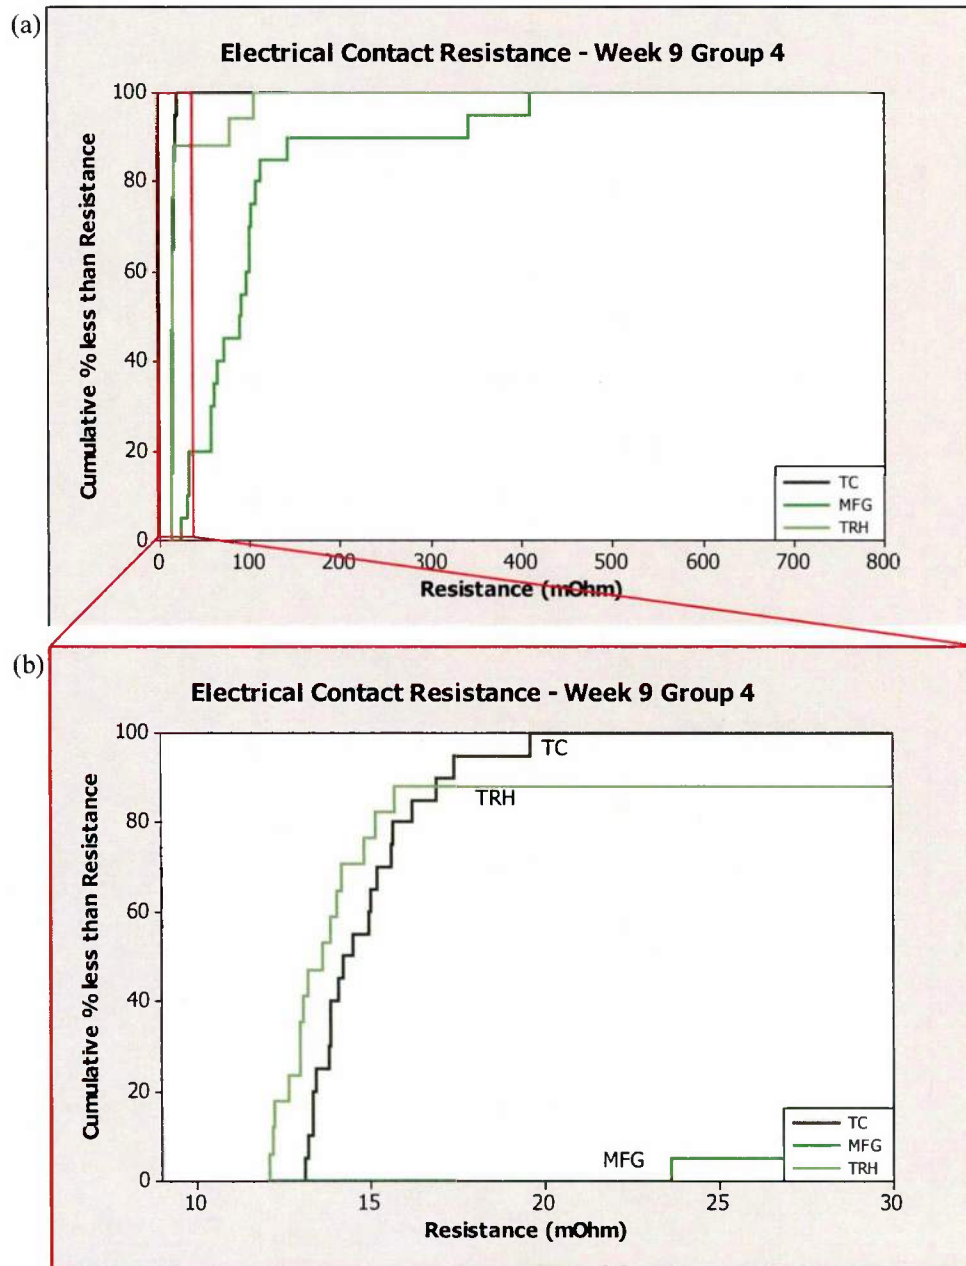 (a)
Electrical Contact Resistance - Week 9 Group 4
Cumulative % less than Resistance
100
80
60
40
20
0
0 100 200 300 400 500 600 700 800
Resistance (mOhm)
TC
MFG
TRH
(b)
Electrical Contact Resistance - Week 9 Group 4
Cumulative % less than Resistance
100
80
60
40
20
0
TC
TRH
MFG
10 15 20 25 30
Resistance (mOhm)
TC
MFG
TRH